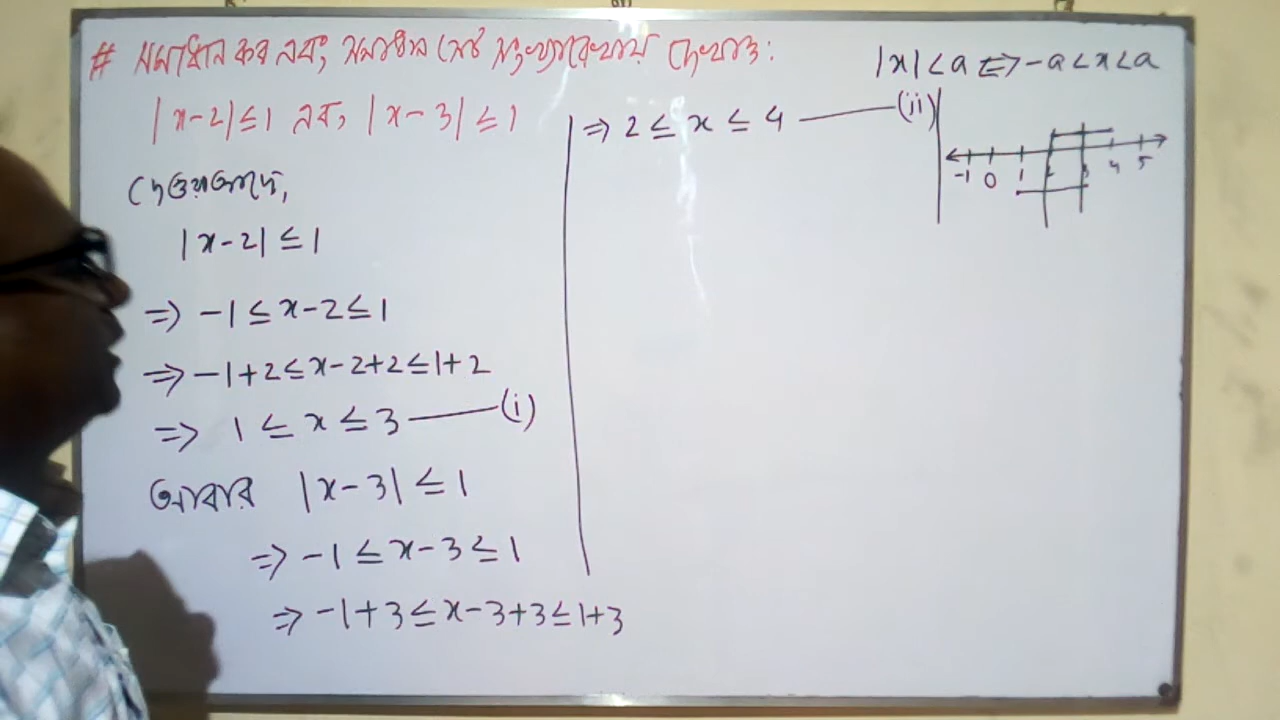 # সমাধান কর এবং সমাধান সেট সংখ্যারেখায় দেখাও:
|x-2| ≤ 1 এবং |x-3| ≤ 1
দেওয়া আছে,
|x-2| ≤ 1
⇒ -1 ≤ x-2 ≤ 1
⇒ -1+2 ≤ x-2+2 ≤ 1+2
⇒ 1 ≤ x ≤ 3 —— (i)
আবার |x-3| ≤ 1
⇒ -1 ≤ x-3 ≤ 1
⇒ -1+3 ≤ x-3+3 ≤ 1+3
⇒ 2 ≤ x ≤ 4 —— (ii)
|x| < a ⇔ -a < x < a
-1 0 1 2 3 4 5